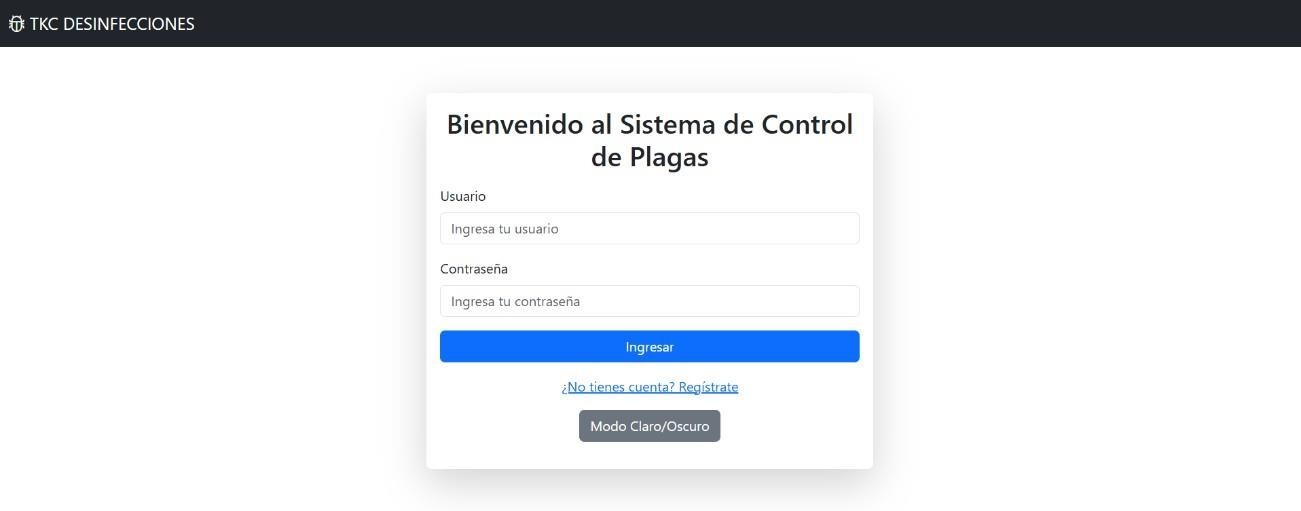 TKC DESINFECCIONES
Bienvenido al Sistema de Control
de Plagas
Usuario
Ingresa tu usuario
Contraseña
Ingresa tu contraseña
Ingresar
¿No tienes cuenta? Regístrate
Modo Claro/Oscuro